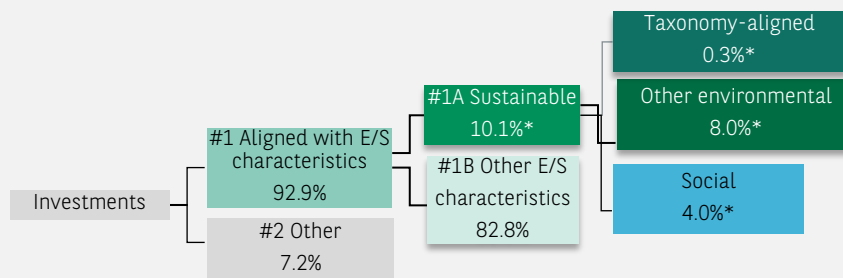 Investments
#1 Aligned with E/S
characteristics
92.9%
#2 Other
7.2%
#1A Sustainable
10.1%*
#1B Other E/S
characteristics
82.8%
Taxonomy-aligned
0.3%*
Other environmental
8.0%*
Social
4.0%*